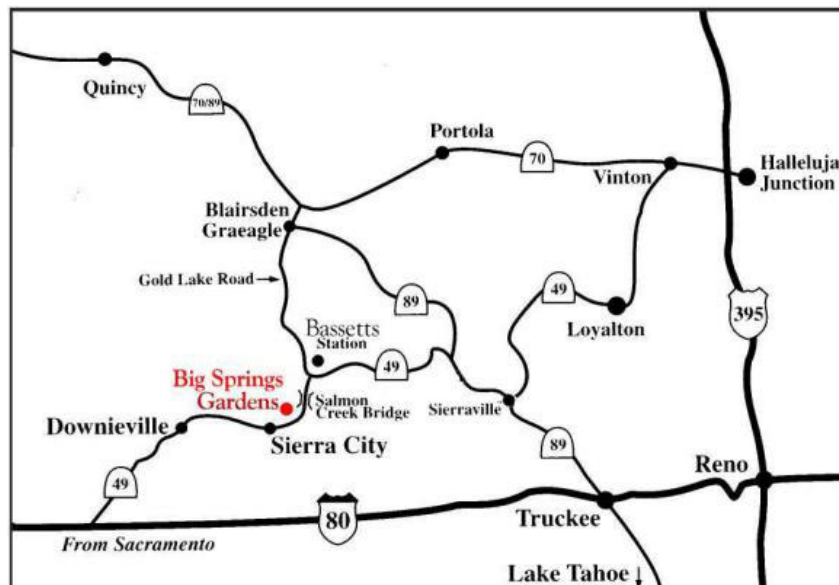 Quincy
70/89
Portola
70
Vinton
Halleluja
Junction
Blairsden
Graeagle
Gold Lake Road
89
49
Loyalton
395
Bassetts
Station
49
Big Springs
Gardens
Salmon
Creek Bridge
Sierraville
Downieville
Sierra City
49
89
Reno
80
Truckee
From Sacramento
Lake Tahoe